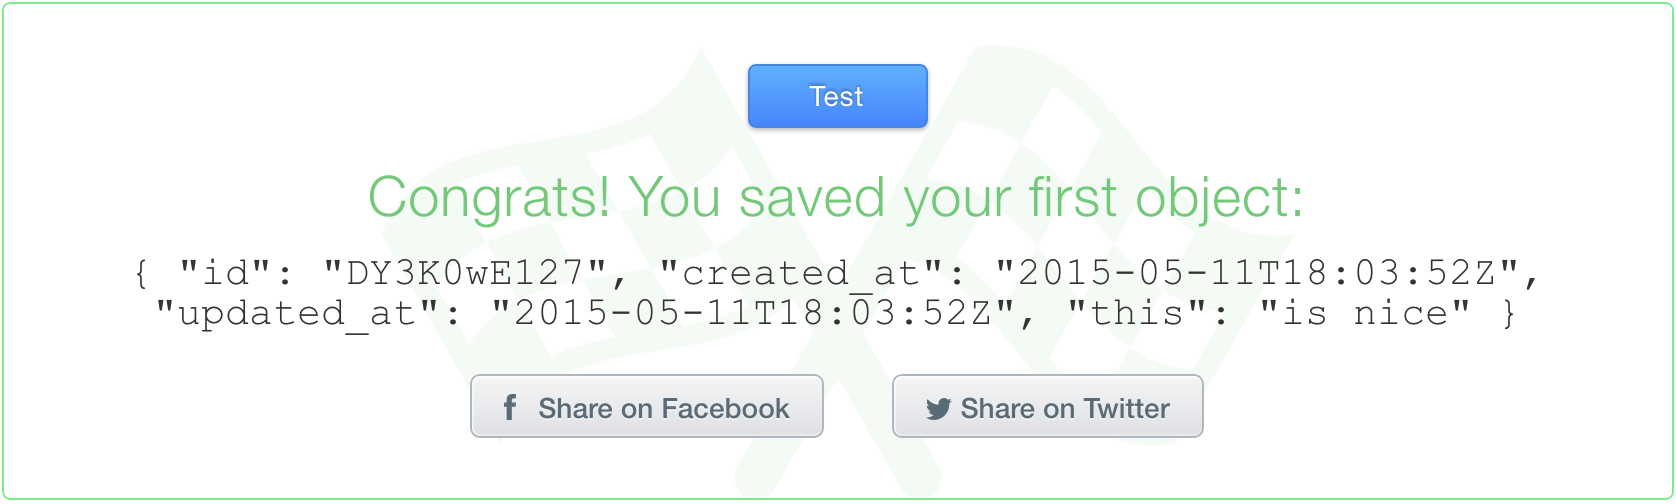 Test
Congrats! You saved your first object:
{ "id": "DY3K0wE127", "created_at": "2015-05-11T18:03:52Z",
"updated_at": "2015-05-11T18:03:52Z", "this": "is nice" }
Share on Facebook
Share on Twitter